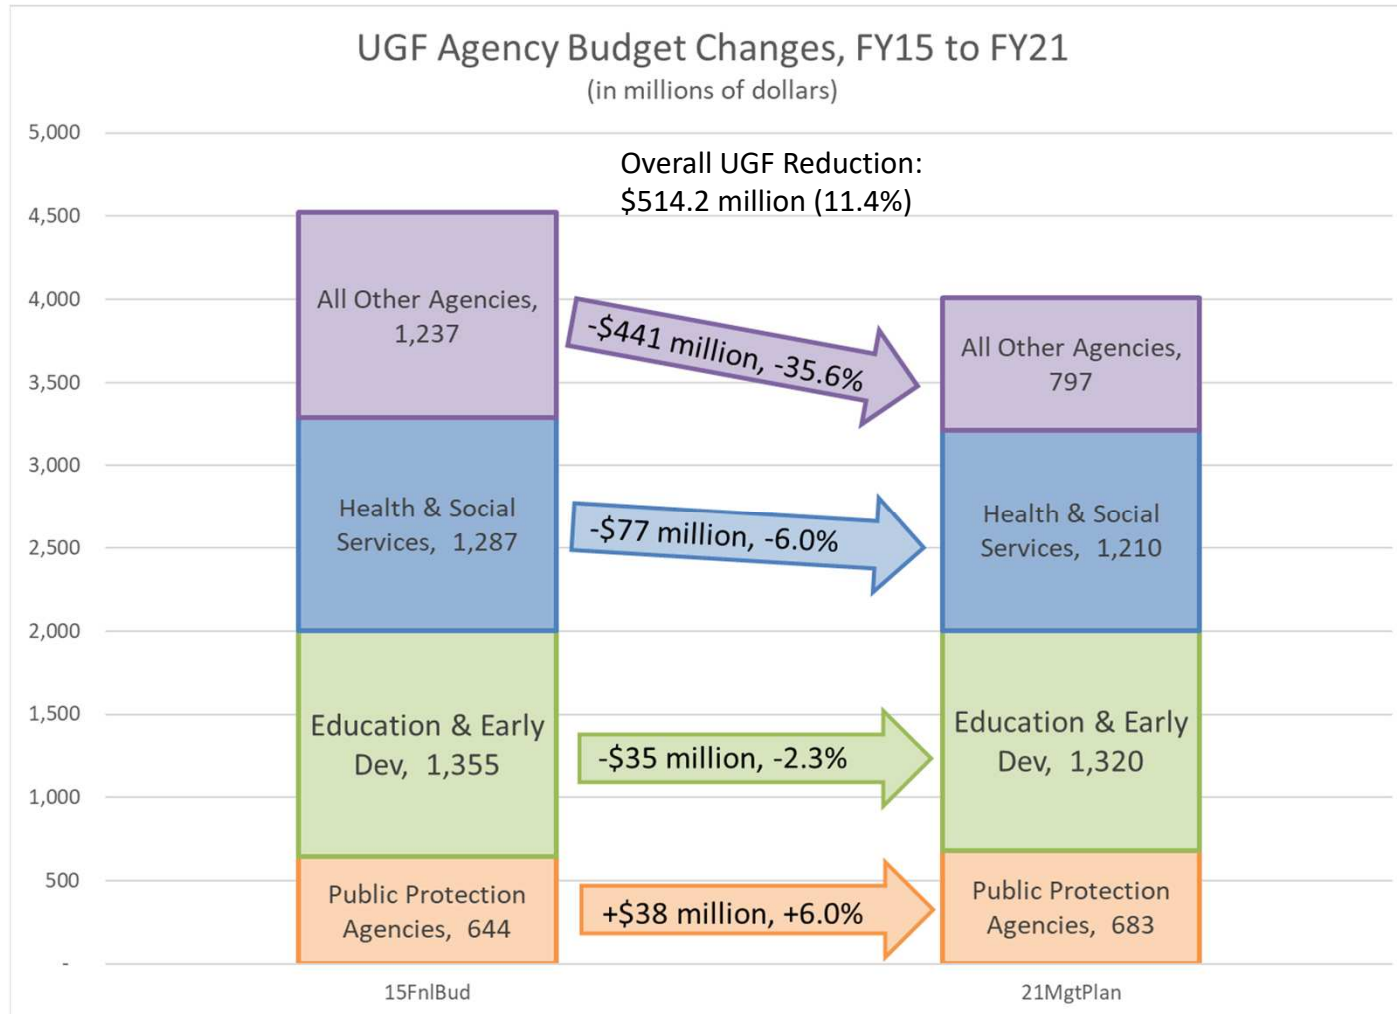 UGF Agency Budget Changes, FY15 to FY21
(in millions of dollars)
5,000
4,500
4,000
3,500
3,000
2,500
2,000
1,500
1,000
500
-
Overall UGF Reduction:
$514.2 million (11.4%)
All Other Agencies,
1,237
-$441 million, -35.6%
All Other Agencies,
797
Health & Social
Services, 1,287
-$77 million, -6.0%
Health & Social
Services, 1,210
Education & Early
Dev, 1,355
-$35 million, -2.3%
Education & Early
Dev, 1,320
Public Protection
Agencies, 644
+$38 million, +6.0%
Public Protection
Agencies, 683
15FnlBud
21MgtPlan